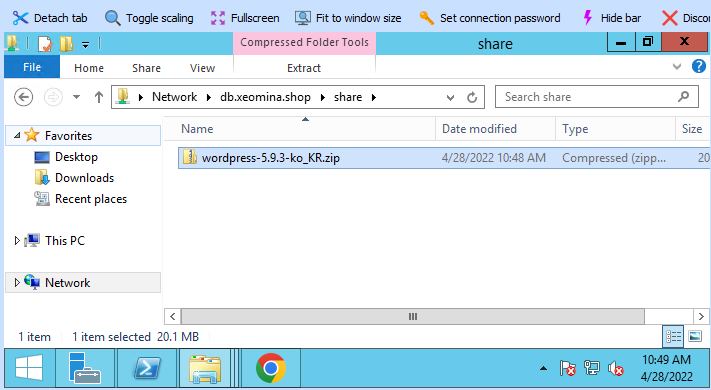 Detach tab Toggle scaling Fullscreen Fit to window size Set connection password Hide bar Discor
Compressed Folder Tools share
File Home Share View Extract
Network db.xeomina.shop share Search share
Favorites
Desktop
Downloads
Recent places
This PC
Network
Name Date modified Type Size
wordpress-5.9.3-ko_KR.zip 4/28/2022 10:48 AM Compressed (zipp... 20
1 item 1 item selected 20.1 MB
10:49 AM
4/28/2022